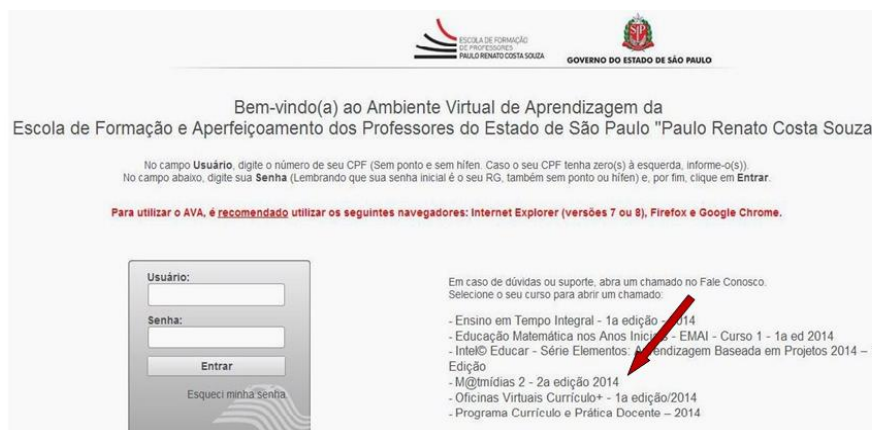 ESCOLA DE FORMAÇÃO
DE PROFESSORES
PAULO RENATO COSTA SOUZA
GOVERNO DO ESTADO DE SÃO PAULO
Bem-vindo(a) ao Ambiente Virtual de Aprendizagem da
Escola de Formação e Aperfeiçoamento dos Professores do Estado de São Paulo "Paulo Renato Costa Souza
No campo Usuário, digite o número de seu CPF (Sem ponto e sem hífen. Caso o seu CPF tenha zero(s) à esquerda, informe-o(s)).
No campo abaixo, digite sua Senha (Lembrando que sua senha inicial é o seu RG, também sem ponto ou hífen) e, por fim, clique em Entrar.
Para utilizar o AVA, é recomendado utilizar os seguintes navegadores: Internet Explorer (versões 7 ou 8), Firefox e Google Chrome.
Usuário:
Senha:
Entrar
Esqueci minha senha
Em caso de dúvidas ou suporte, abra um chamado no Fale Conosco.
Selecione o seu curso para abrir um chamado:
- Ensino em Tempo Integral - 1a edição - 2014
- Educação Matemática nos Anos Iniciais - EMAI - Curso 1 - 1a ed 2014
- Intel© Educar - Série Elementos: Aprendizagem Baseada em Projetos 2014 –
Edição
- M@tmídias 2 - 2a edição 2014
- Oficinas Virtuais Currículo+ - 1a edição/2014
- Programa Currículo e Prática Docente – 2014